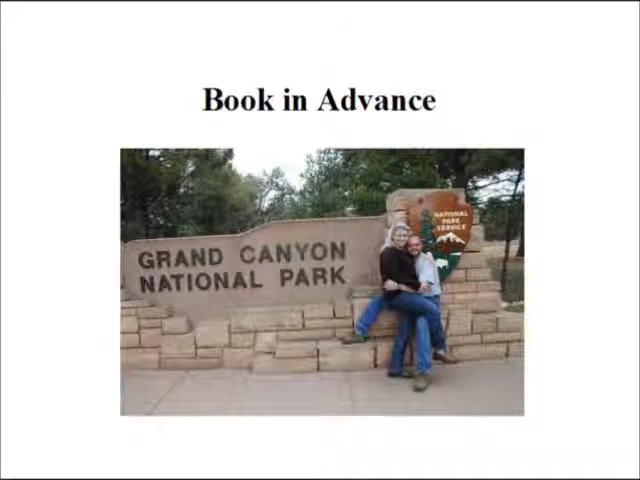 Book in Advance
GRAND CANYON
NATIONAL PARK
NATIONAL
PARK
SERVICE